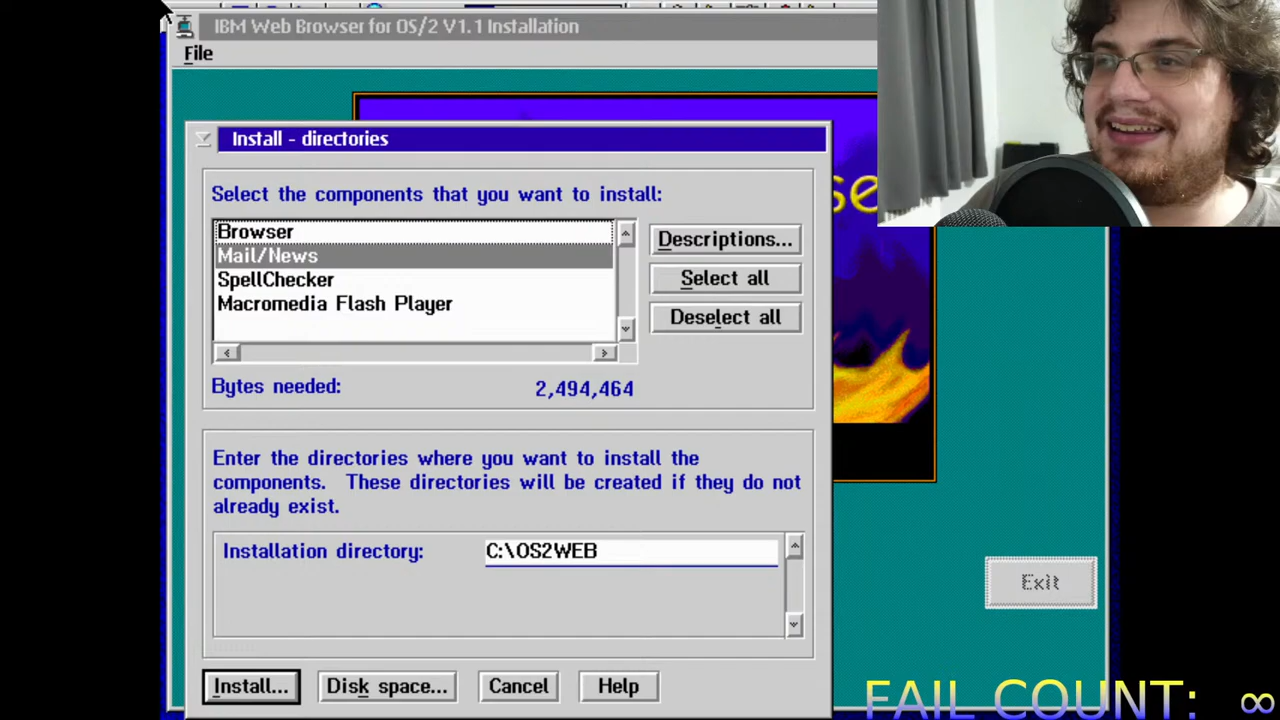 IBM Web Browser for OS/2 V1.1 Installation
File
Install - directories
Select the components that you want to install:
Browser
Mail/News
SpellChecker
Macromedia Flash Player
Descriptions...
Select all
Deselect all
Bytes needed: 2,494,464
Enter the directories where you want to install the
components. These directories will be created if they do not
already exist.
Installation directory: C:\OS2WEB
Install...
Disk space...
Cancel
Help
Exit
FAIL COUNT: ∞